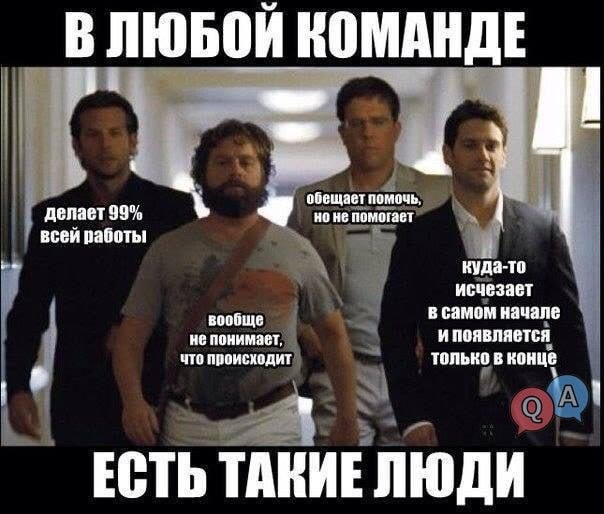 В ЛЮБОЙ КОМАНДЕ
делает 99%
всей работы
вообще
не понимает,
что происходит
обещает помочь,
но не помогает
куда-то
исчезает
в самом начале
и появляется
только в конце
Q A
ЕСТЬ ТАКИЕ ЛЮДИ